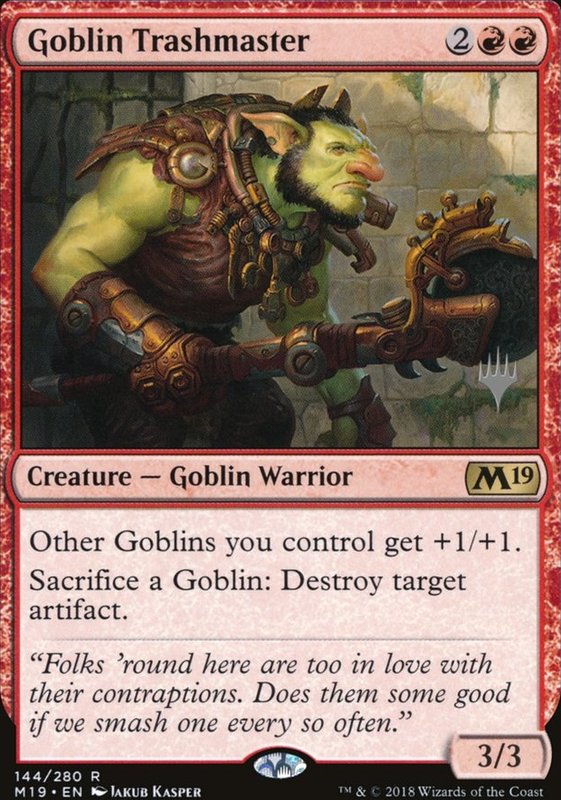 Goblin Trashmaster 2
Creature — Goblin Warrior M19
Other Goblins you control get +1/+1.
Sacrifice a Goblin: Destroy target
artifact.
“Folks ’round here are too in love with
their contraptions. Does them some good
if we smash one every so often.”
3/3
144/280 R
M19 • EN Jakub Kasper ™ & © 2018 Wizards of the Coast